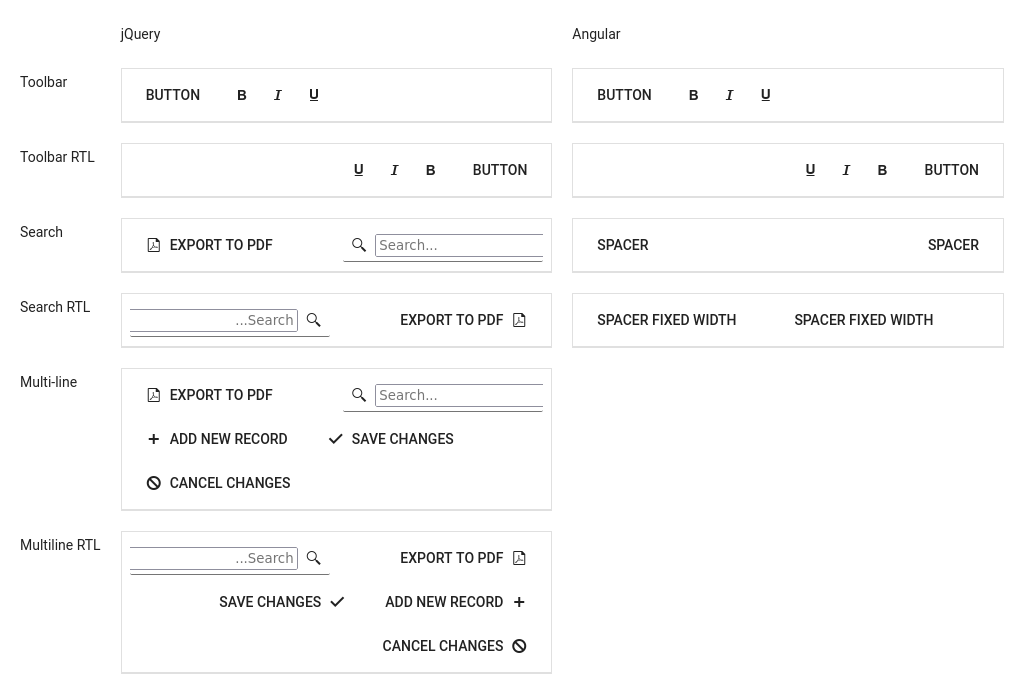 jQuery Angular
Toolbar BUTTON B I U BUTTON B I U
Toolbar RTL U I B BUTTON U I B BUTTON
Search EXPORT TO PDF Search... SPACER SPACER
Search RTL ...Search EXPORT TO PDF SPACER FIXED WIDTH SPACER FIXED WIDTH
Multi-line EXPORT TO PDF Search...
ADD NEW RECORD SAVE CHANGES
CANCEL CHANGES
Multiline RTL ...Search EXPORT TO PDF
SAVE CHANGES ADD NEW RECORD
CANCEL CHANGES